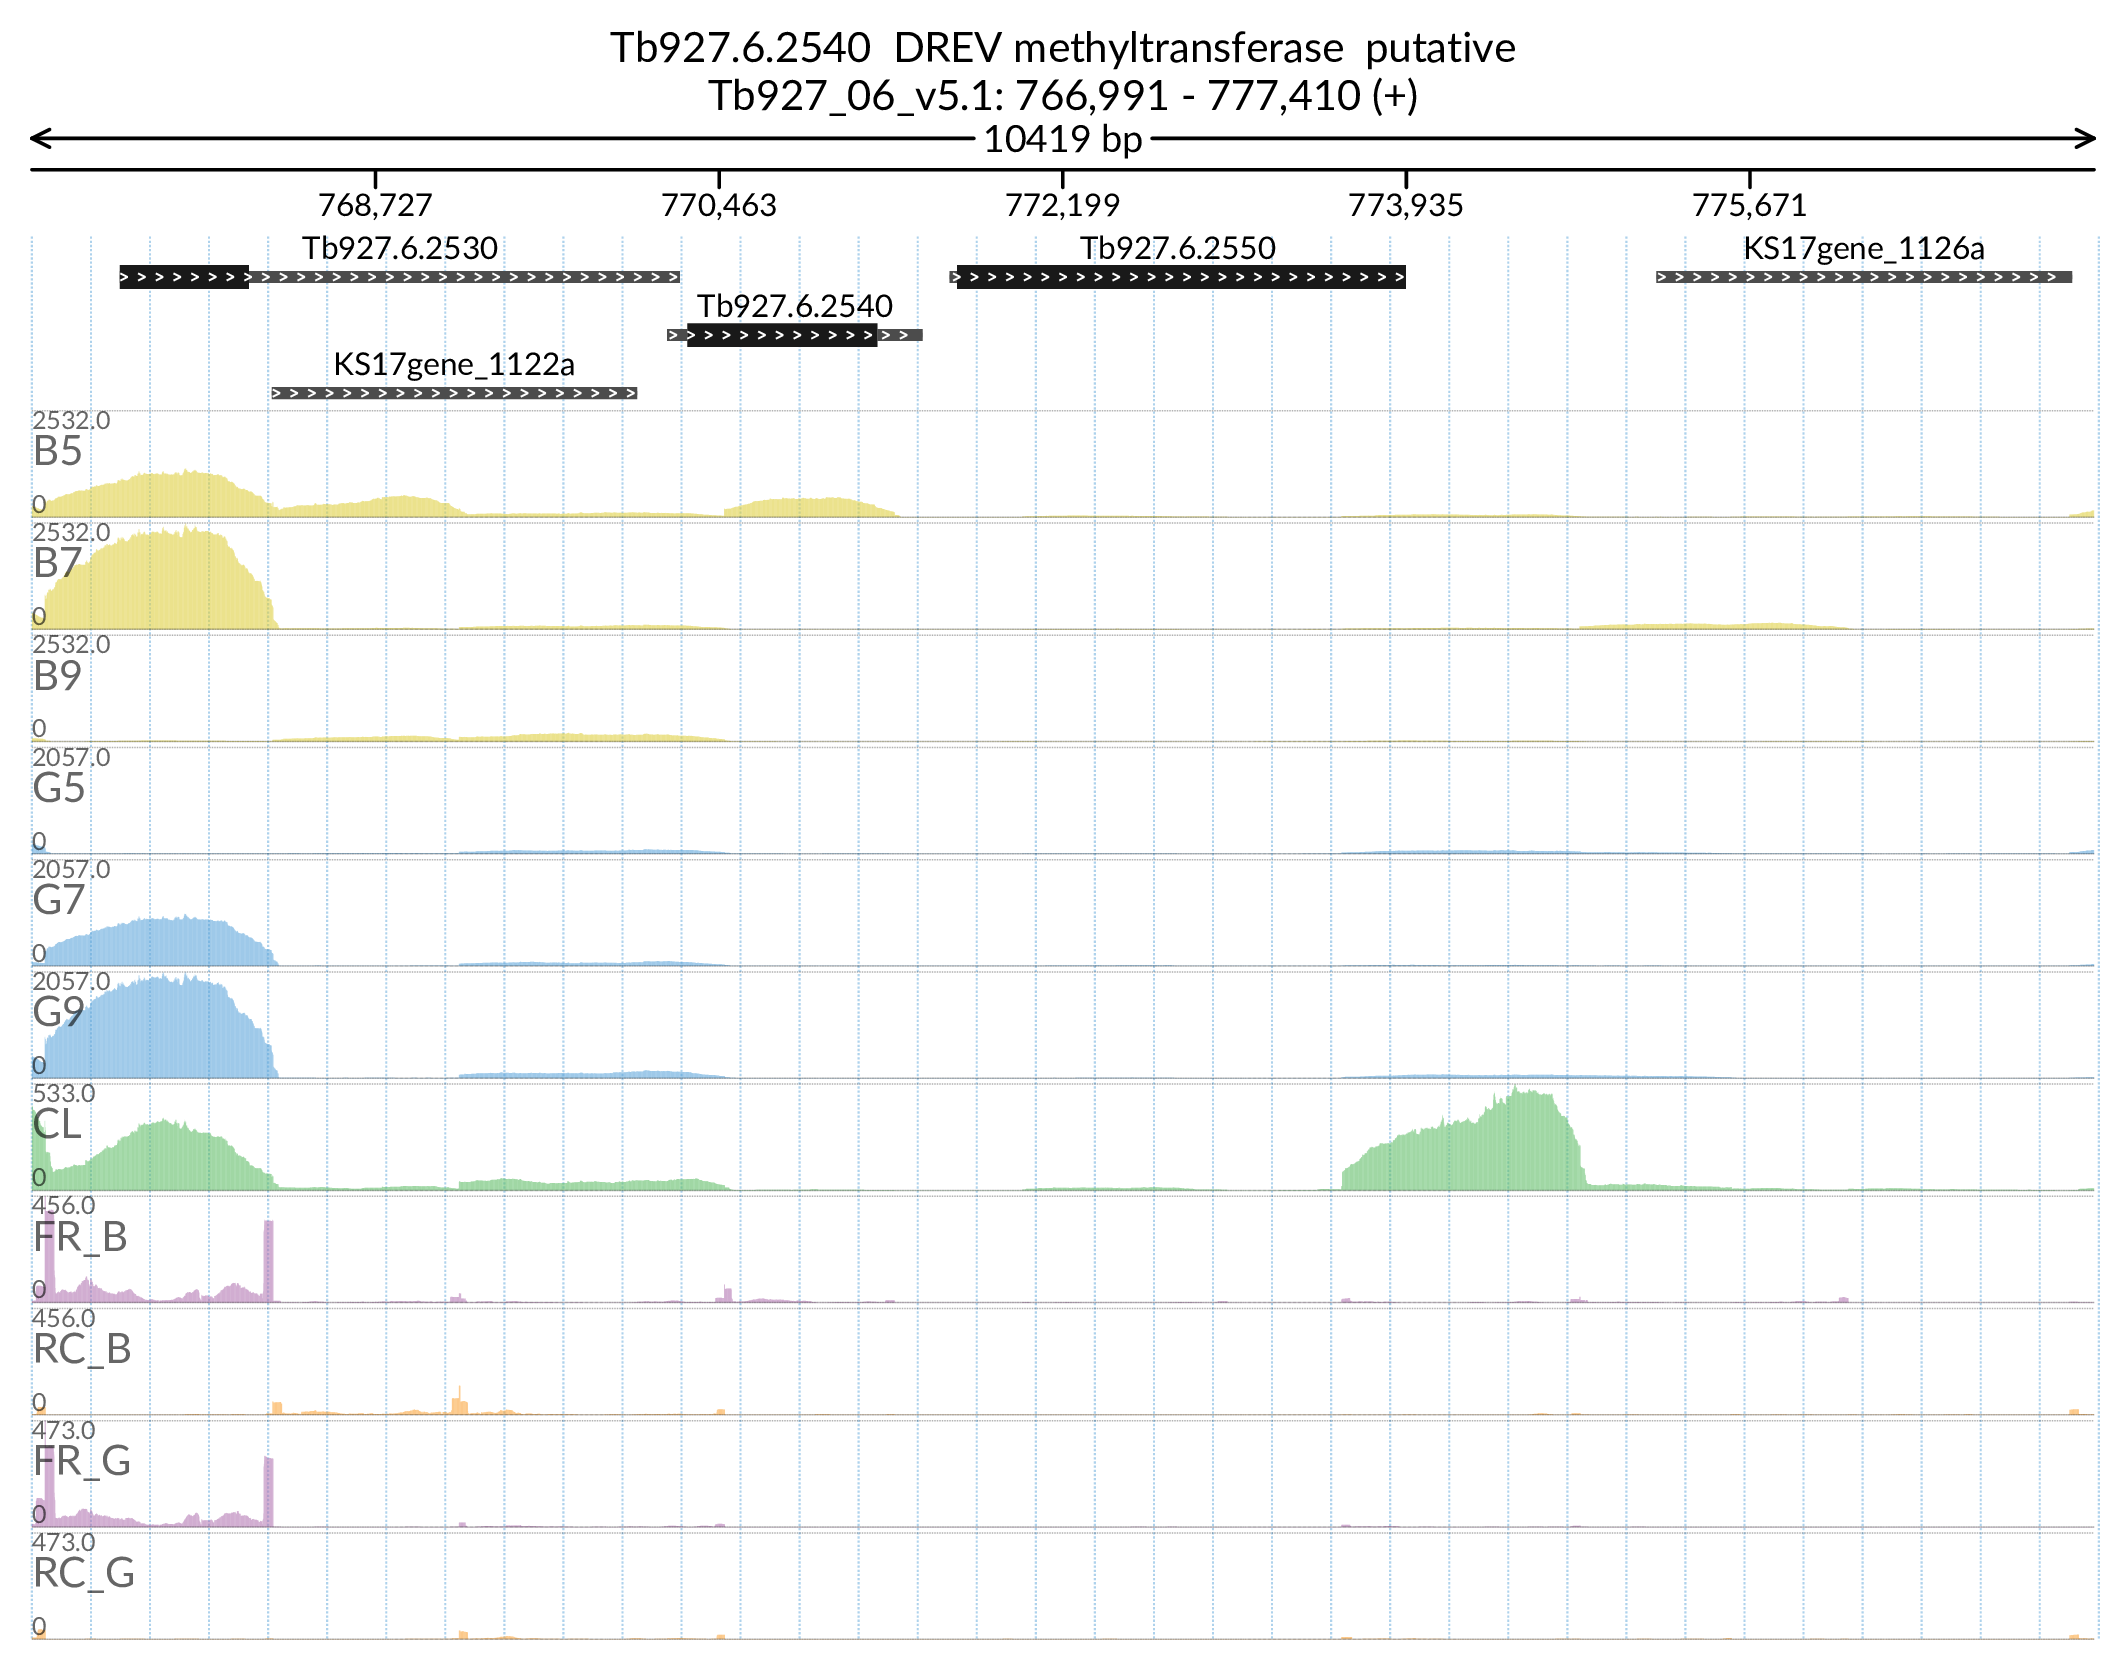 Tb927.6.2540  DREV methyltransferase  putative
Tb927_06_v5.1: 766,991 - 777,410 (+)
10419 bp
768,727 770,463 772,199 773,935 775,671
Tb927.6.2530 Tb927.6.2550 KS17gene_1126a
Tb927.6.2540
KS17gene_1122a
2532.0
B5
0
2532.0
B7
0
2532.0
B9
0
2057.0
G5
0
2057.0
G7
0
2057.0
G9
0
533.0
CL
0
456.0
FR_B
0
456.0
RC_B
0
473.0
FR_G
0
473.0
RC_G
0